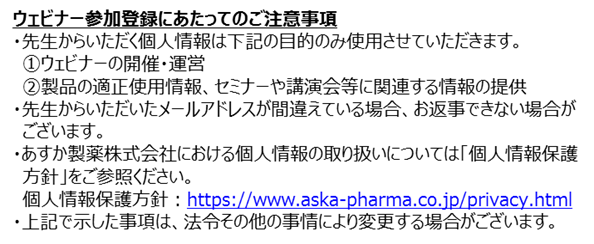 ウェビナー参加登録にあたってのご注意事項
・先生からいただく個人情報は下記の目的のみ使用させていただきます。
①ウェビナーの開催・運営
②製品の適正使用情報、セミナーや講演会等に関連する情報の提供
・先生からいただいたメールアドレスが間違えている場合、お返事できない場合が
ございます。
・あすか製薬株式会社における個人情報の取り扱いについては「個人情報保護
方針」をご参照ください。
個人情報保護方針：https://www.aska-pharma.co.jp/privacy.html
・上記で示した事項は、法令その他の事情により変更する場合がございます。